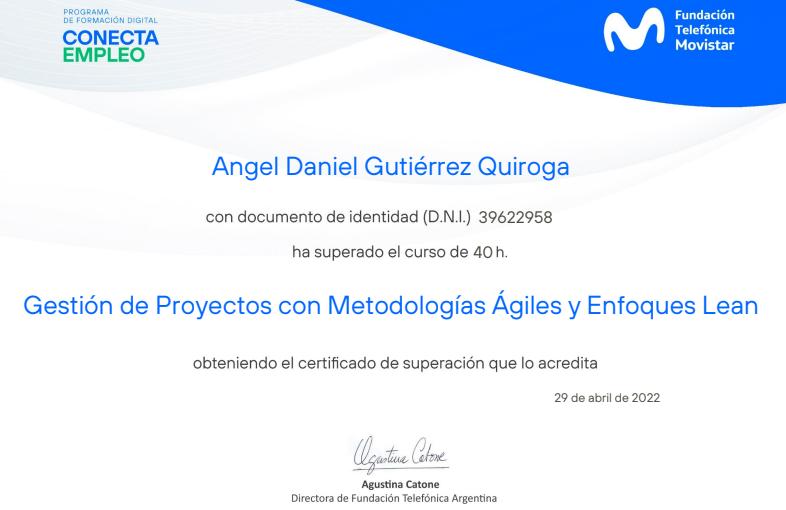 PROGRAMA
DE FORMACIÓN DIGITAL
CONECTA
EMPLEO
Fundación
Telefónica
Movistar
Angel Daniel Gutiérrez Quiroga
con documento de identidad (D.N.I.) 39622958
ha superado el curso de 40 h.
Gestión de Proyectos con Metodologías Ágiles y Enfoques Lean
obteniendo el certificado de superación que lo acredita
29 de abril de 2022
Agustina Catone
Agustina Catone
Directora de Fundación Telefónica Argentina